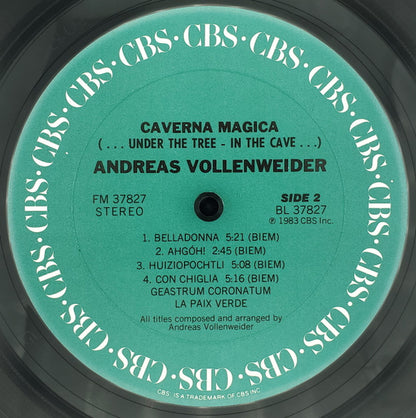 CBS · CBS · CBS · CBS · CBS · CBS · CBS · CBS · CBS · CBS · CBS · CBS · CBS · CBS · CBS · CBS · CBS · CBS · CBS · CBS
CAVERNA MAGICA
(. . . UNDER THE TREE - IN THE CAVE . . .)
ANDREAS VOLLENWEIDER
FM 37827
STEREO
SIDE 2
BL 37827
℗ 1983 CBS Inc.
1. BELLADONNA 5:21 (BIEM)
2. AHGÓH! 2:45 (BIEM)
3. HUIZIOPOCHTLI 5:08 (BIEM)
4. CON CHIGLIA 5:16 (BIEM)
GEASTRUM CORONATUM
LA PAIX VERDE
All titles composed and arranged by
Andreas Vollenweider
CBS IS A TRADEMARK OF CBS INC.